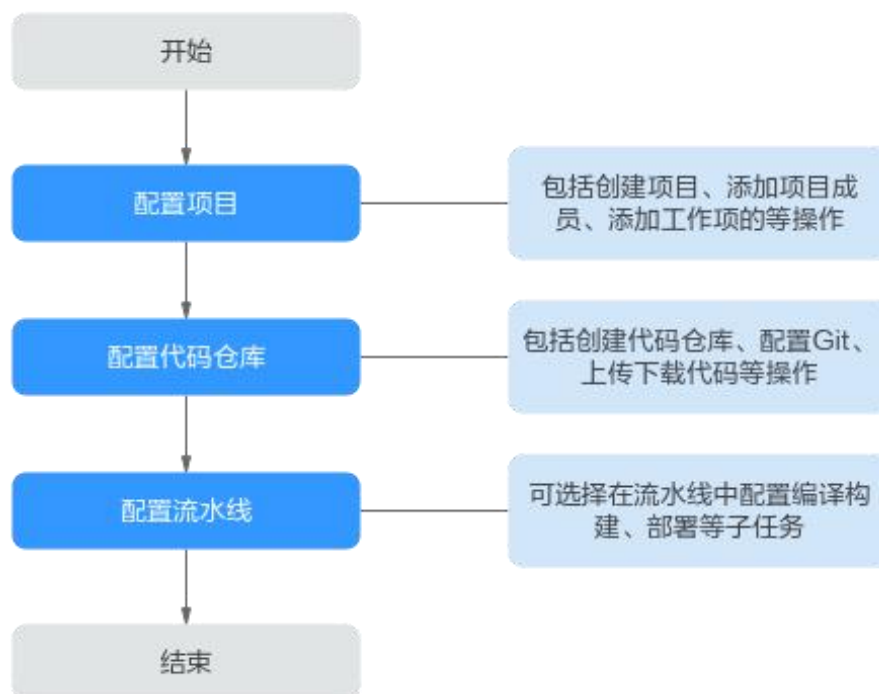 开始
配置项目
包括创建项目、添加项目成
员、添加工作项的等操作
配置代码仓库
包括创建代码仓库、配置Git、
上传下载代码等操作
配置流水线
可选择在流水线中配置编译构
建、部署等子任务
结束